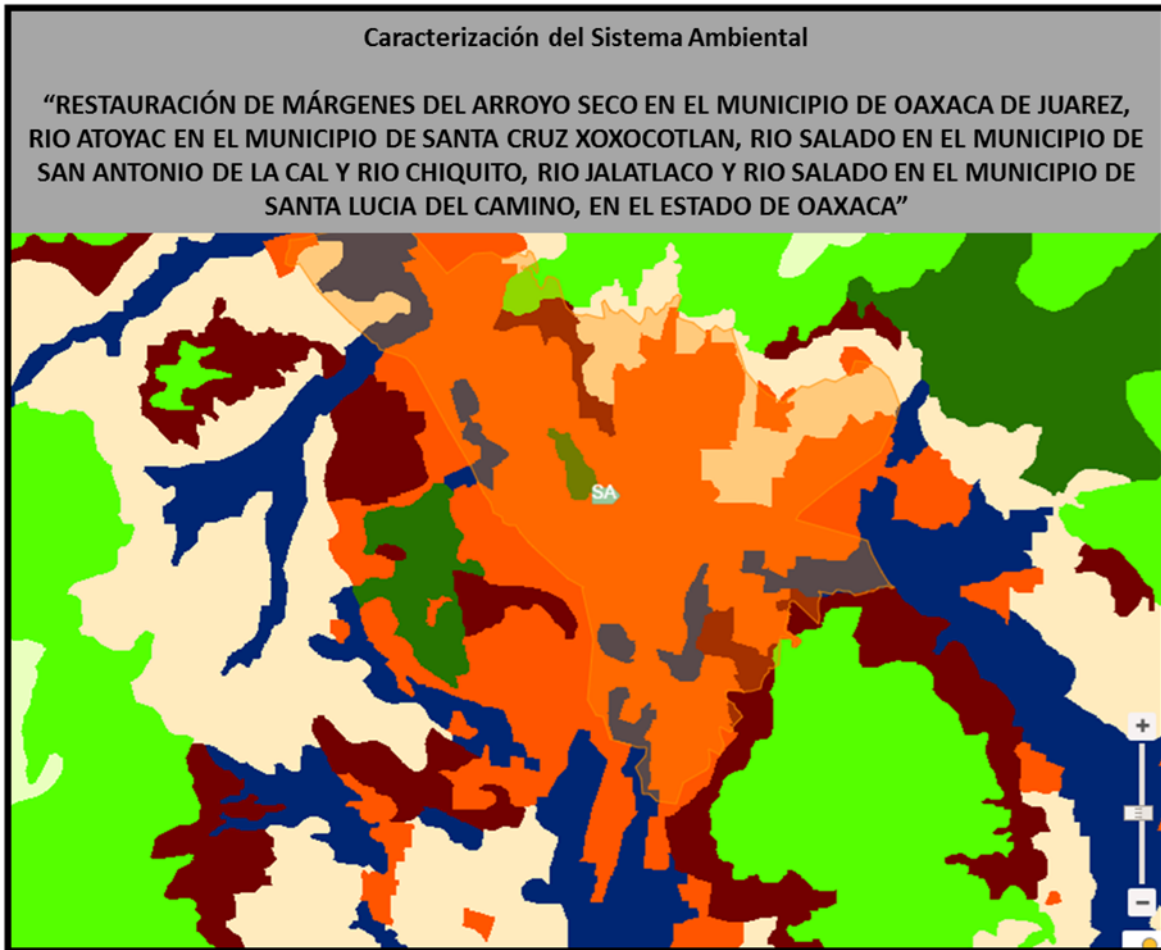 Caracterización del Sistema Ambiental
“RESTAURACIÓN DE MÁRGENES DEL ARROYO SECO EN EL MUNICIPIO DE OAXACA DE JUAREZ,
RIO ATOYAC EN EL MUNICIPIO DE SANTA CRUZ XOXOCOTLAN, RIO SALADO EN EL MUNICIPIO DE
SAN ANTONIO DE LA CAL Y RIO CHIQUITO, RIO JALATLACO Y RIO SALADO EN EL MUNICIPIO DE
SANTA LUCIA DEL CAMINO, EN EL ESTADO DE OAXACA”
SA
+
−